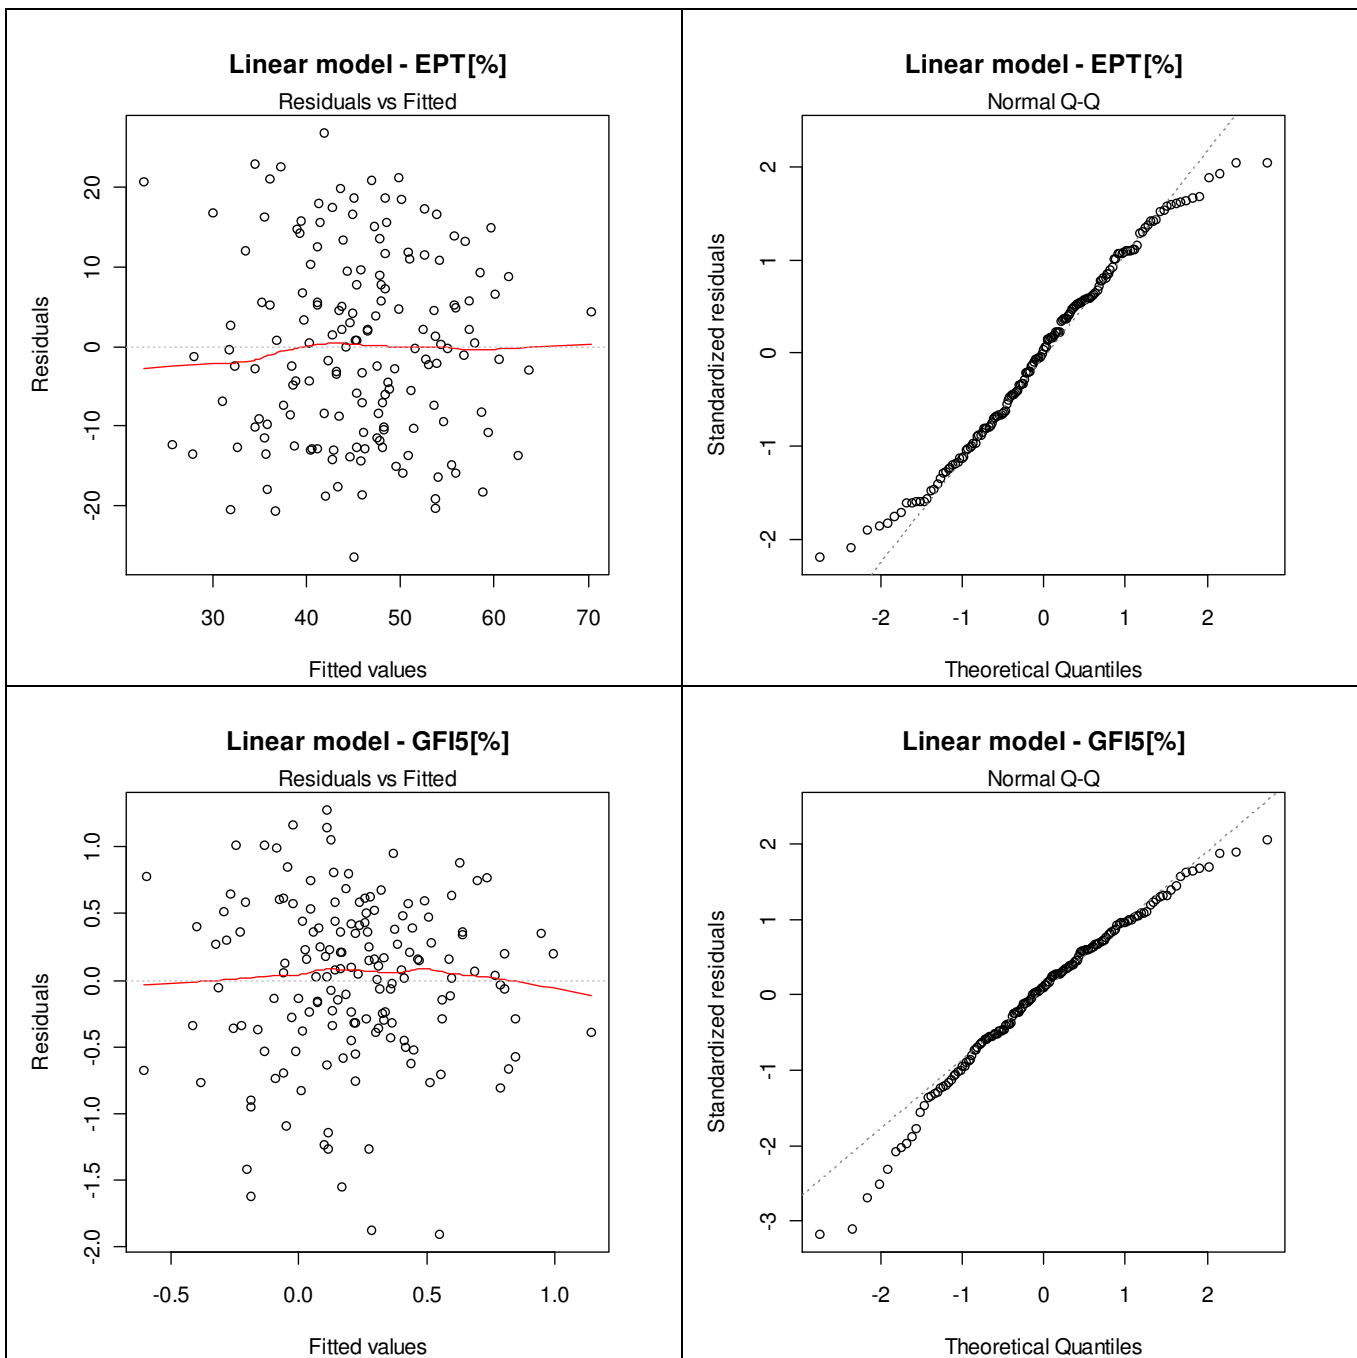 Linear model - EPT[%]
Residuals vs Fitted
Residuals
20
10
0
-10
-20
30 40 50 60 70
Fitted values
Linear model - EPT[%]
Normal Q-Q
Standardized residuals
2
1
0
-1
-2
-2 -1 0 1 2
Theoretical Quantiles
Linear model - GFI5[%]
Residuals vs Fitted
Residuals
1.0
0.5
0.0
-0.5
-1.0
-1.5
-2.0
-0.5 0.0 0.5 1.0
Fitted values
Linear model - GFI5[%]
Normal Q-Q
Standardized residuals
2
1
0
-1
-2
-3
-2 -1 0 1 2
Theoretical Quantiles